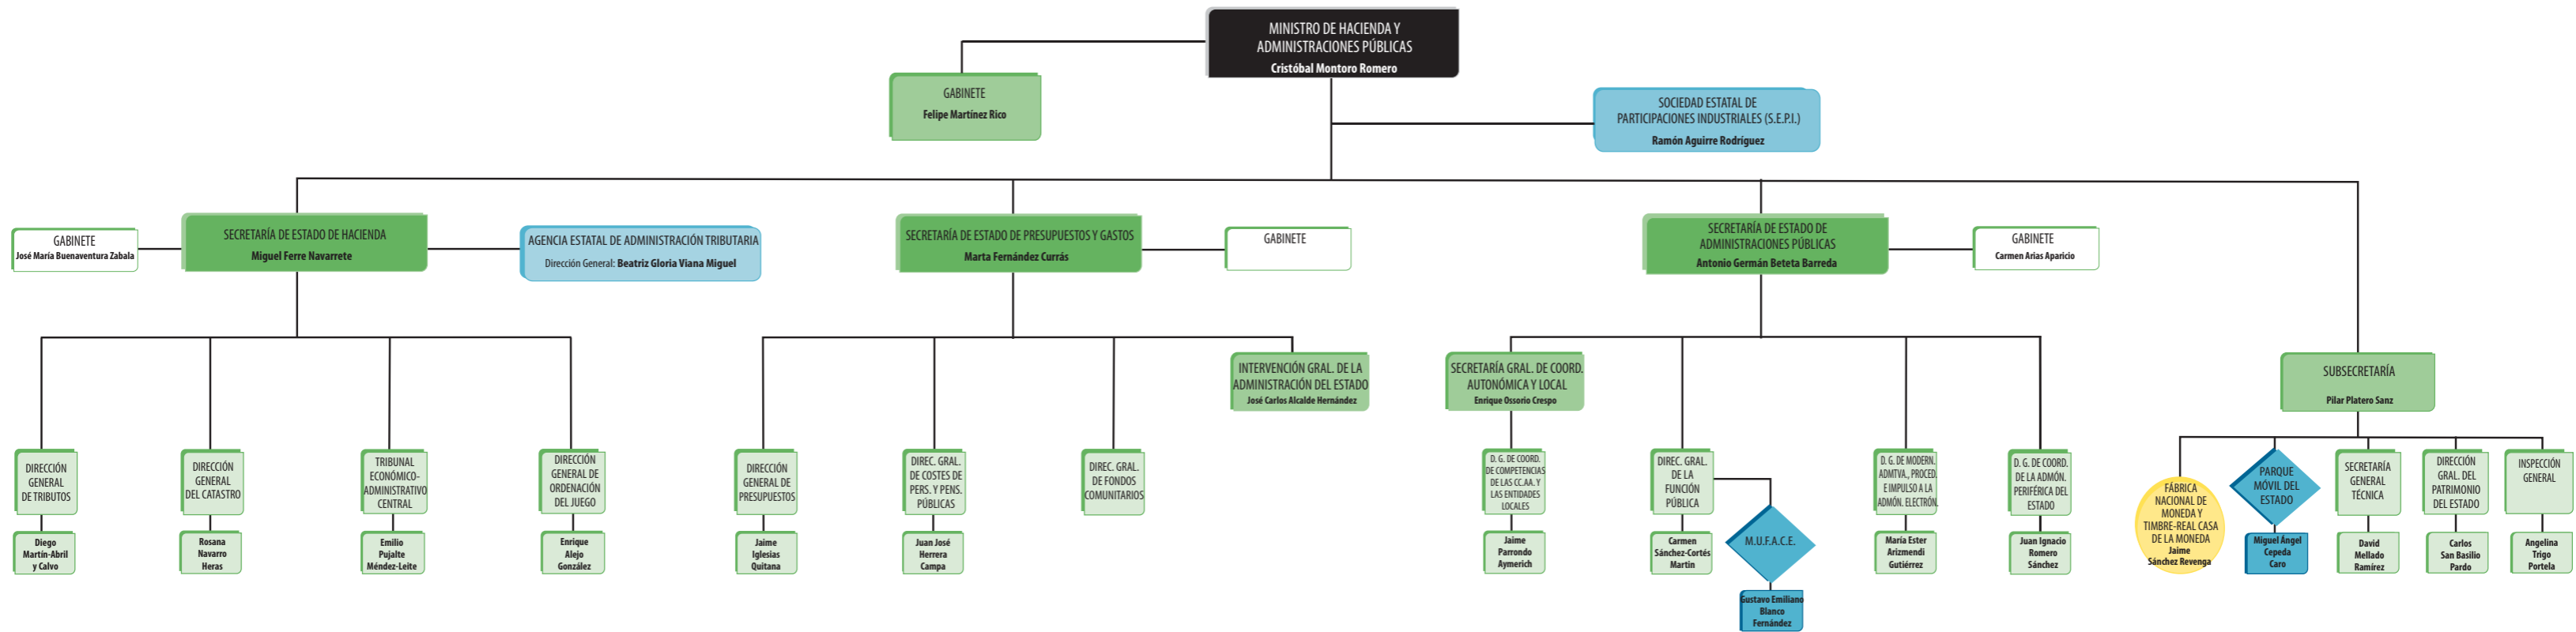 MINISTRO DE HACIENDA Y
ADMINISTRACIONES PÚBLICAS
Cristóbal Montoro Romero
GABINETE
Felipe Martínez Rico
SOCIEDAD ESTATAL DE
PARTICIPACIONES INDUSTRIALES (S.E.P.I.)
Ramón Aguirre Rodríguez
GABINETE
José María Buenaventura Zabala
SECRETARÍA DE ESTADO DE HACIENDA
Miguel Ferre Navarrete
AGENCIA ESTATAL DE ADMINISTRACIÓN TRIBUTARIA
Dirección General: Beatriz Gloria Viana Miguel
SECRETARÍA DE ESTADO DE PRESUPUESTOS Y GASTOS
Marta Fernández Currás
GABINETE
SECRETARÍA DE ESTADO DE
ADMINISTRACIONES PÚBLICAS
Antonio Germán Beteta Barreda
GABINETE
Carmen Arias Aparicio
INTERVENCIÓN GRAL. DE LA
ADMINISTRACIÓN DEL ESTADO
José Carlos Alcalde Hernández
SECRETARÍA GRAL. DE COORD.
AUTONÓMICA Y LOCAL
Enrique Ossorio Crespo
SUBSECRETARÍA
Pilar Platero Sanz
DIRECCIÓN
GENERAL
DE TRIBUTOS
Diego
Martín-Abril
y Calvo
DIRECCIÓN
GENERAL
DEL CATASTRO
Rosana
Navarro
Heras
TRIBUNAL
ECONÓMICO-
ADMINISTRATIVO
CENTRAL
Emilio
Pujalte
Méndez-Leite
DIRECCIÓN
GENERAL DE
ORDENACIÓN
DEL JUEGO
Enrique
Alejo
González
DIRECCIÓN
GENERAL
DE PRESUPUESTOS
Jaime
Iglesias
Quitana
DIREC. GRAL.
DE COSTES DE
PERS. Y PENS.
PÚBLICAS
Juan José
Herrera
Campa
DIREC. GRAL.
DE FONDOS
COMUNITARIOS
D. G. DE COORD.
DE COMPETENCIAS
DE LAS CC.AA. Y
LAS ENTIDADES
LOCALES
Jaime
Parrondo
Aymerich
DIREC. GRAL.
DE LA
FUNCIÓN
PÚBLICA
Carmen
Sánchez-Cortés
Martin
M.U.F.A.C.E.
Gustavo Emiliano
Blanco
Fernández
D. G. DE MODERN.
ADMTVA., PROCED.
E IMPULSO A LA
ADMÓN. ELECTRÓN.
María Ester
Arizmendi
Gutiérrez
D. G. DE COORD.
DE LA ADMÓN.
PERIFÉRICA DEL
ESTADO
Juan Ignacio
Romero
Sánchez
FÁBRICA
NACIONAL DE
MONEDA Y
TIMBRE-REAL CASA
DE LA MONEDA
Jaime
Sánchez Revenga
PARQUE
MÓVIL DEL
ESTADO
Miguel Ángel
Cepeda
Caro
SECRETARÍA
GENERAL
TÉCNICA
David
Mellado
Ramírez
DIRECCIÓN
GRAL. DEL
PATRIMONIO
DEL ESTADO
Carlos
San Basilio
Pardo
INSPECCIÓN
GENERAL
Angelina
Trigo
Portela